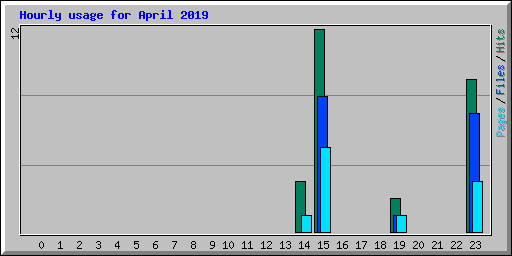 Hourly usage for April 2019
12
Pages/Files/Hits
0 1 2 3 4 5 6 7 8 9 10 11 12 13 14 15 16 17 18 19 20 21 22 23